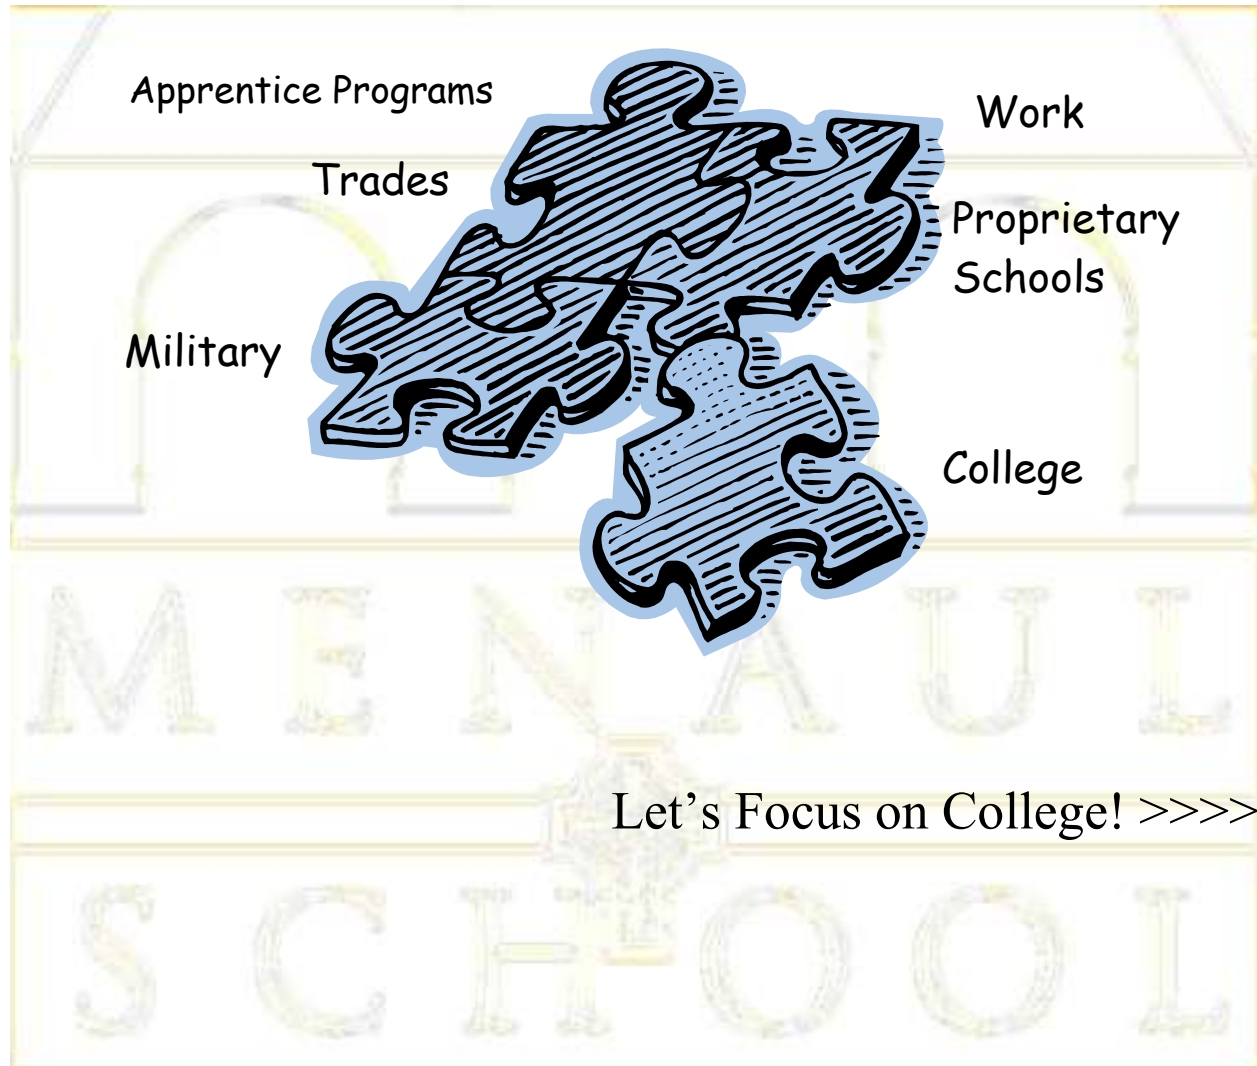 Apprentice Programs
Work
Trades
Proprietary
Schools
Military
College
MENAUL
Let’s Focus on College! >>>>
SCHOOL